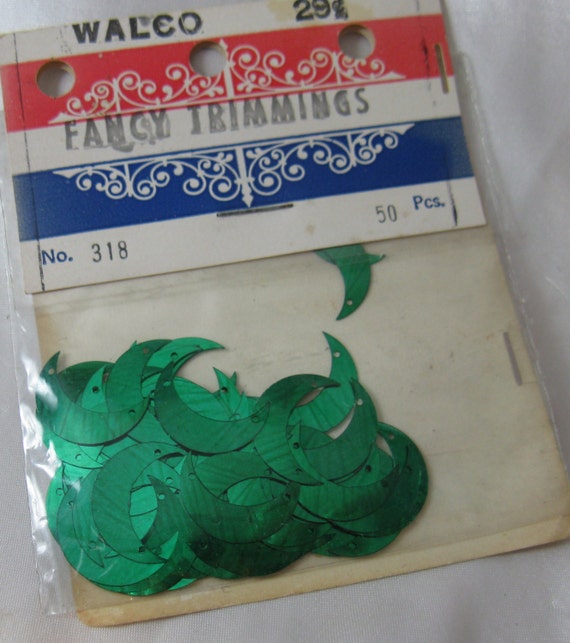 WALCO 29¢
FANCY TRIMMINGS
No. 318 50 Pcs.